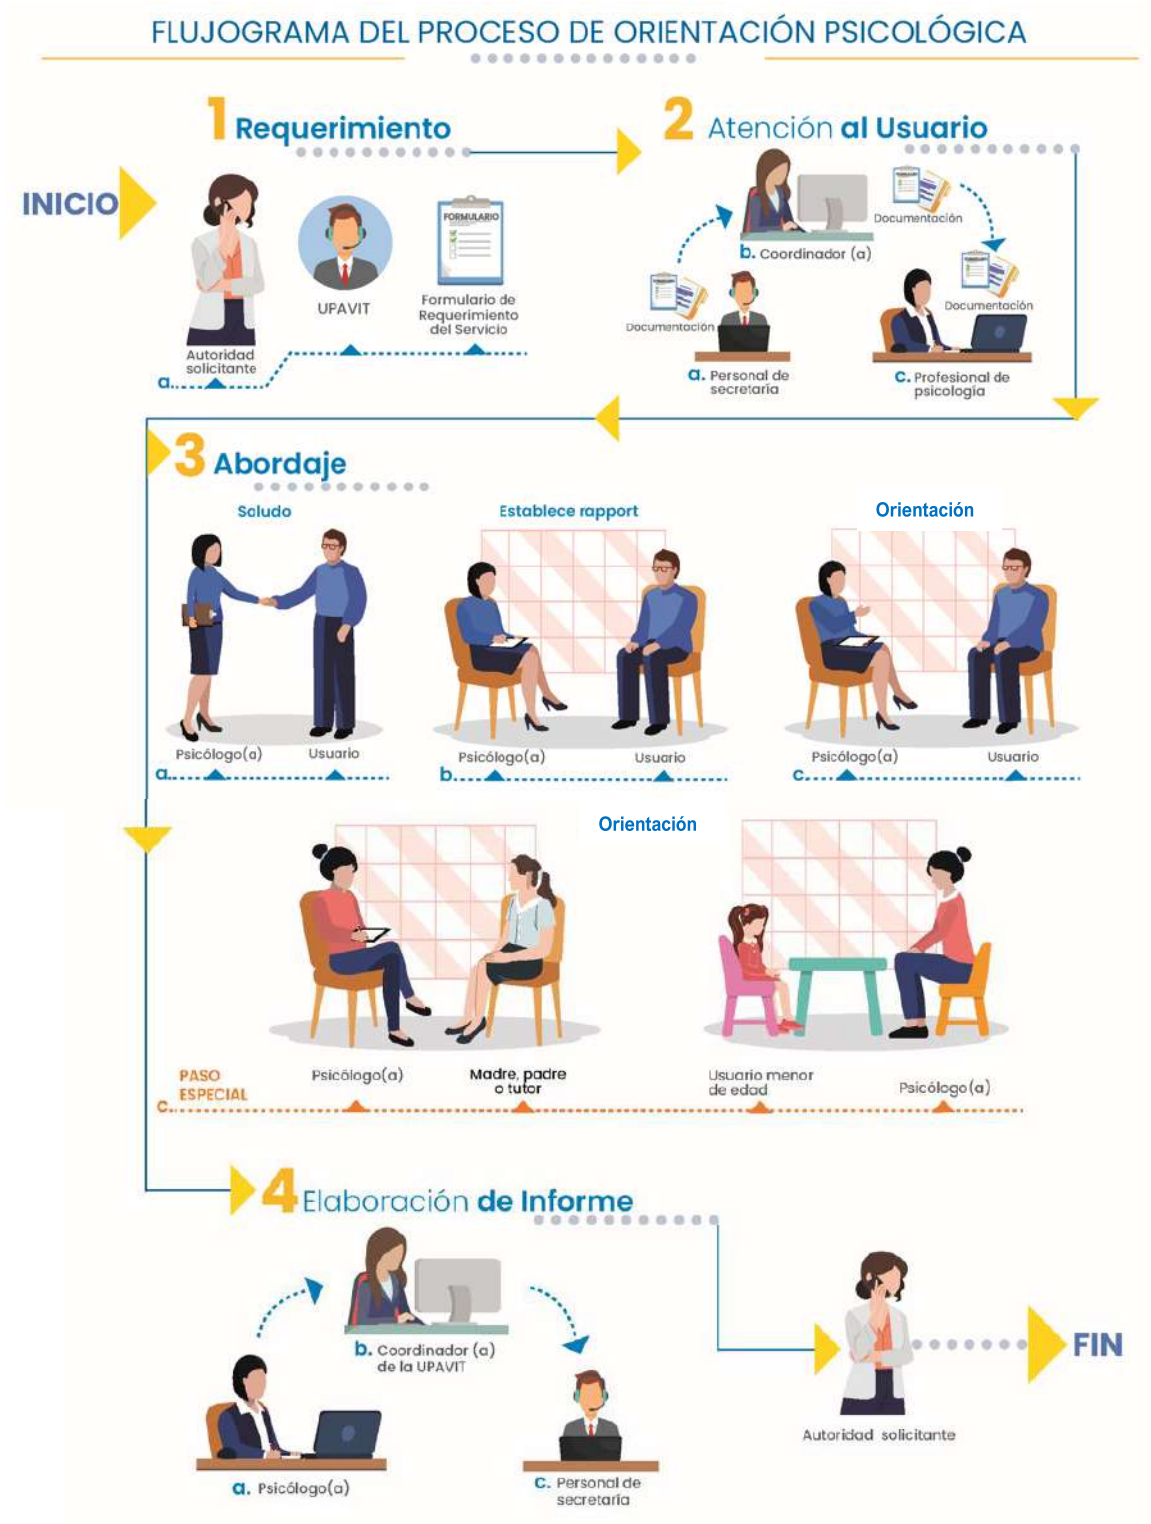 FLUJOGRAMA DEL PROCESO DE ORIENTACIÓN PSICOLÓGICA
INICIO
1 Requerimiento
FORMULARIO
UPAVIT
Formulario de
Requerimiento
del Servicio
Autoridad
solicitante
a.
2 Atención al Usuario
Documentación
b. Coordinador (a)
Documentación
Documentación
a. Personal de
secretaría
c. Profesional de
psicología
3 Abordaje
Saludo
Establece rapport
Orientación
Psicólogo(a)
Usuario
a.
Psicólogo(a)
Usuario
b.
Psicólogo(a)
Usuario
c.
Orientación
PASO
ESPECIAL
c.
Psicólogo(a)
Madre, padre
o tutor
Usuario menor
de edad
Psicólogo(a)
4 Elaboración de Informe
b. Coordinador (a)
de la UPAVIT
a. Psicólogo(a)
c. Personal de
secretaría
Autoridad solicitante
FIN